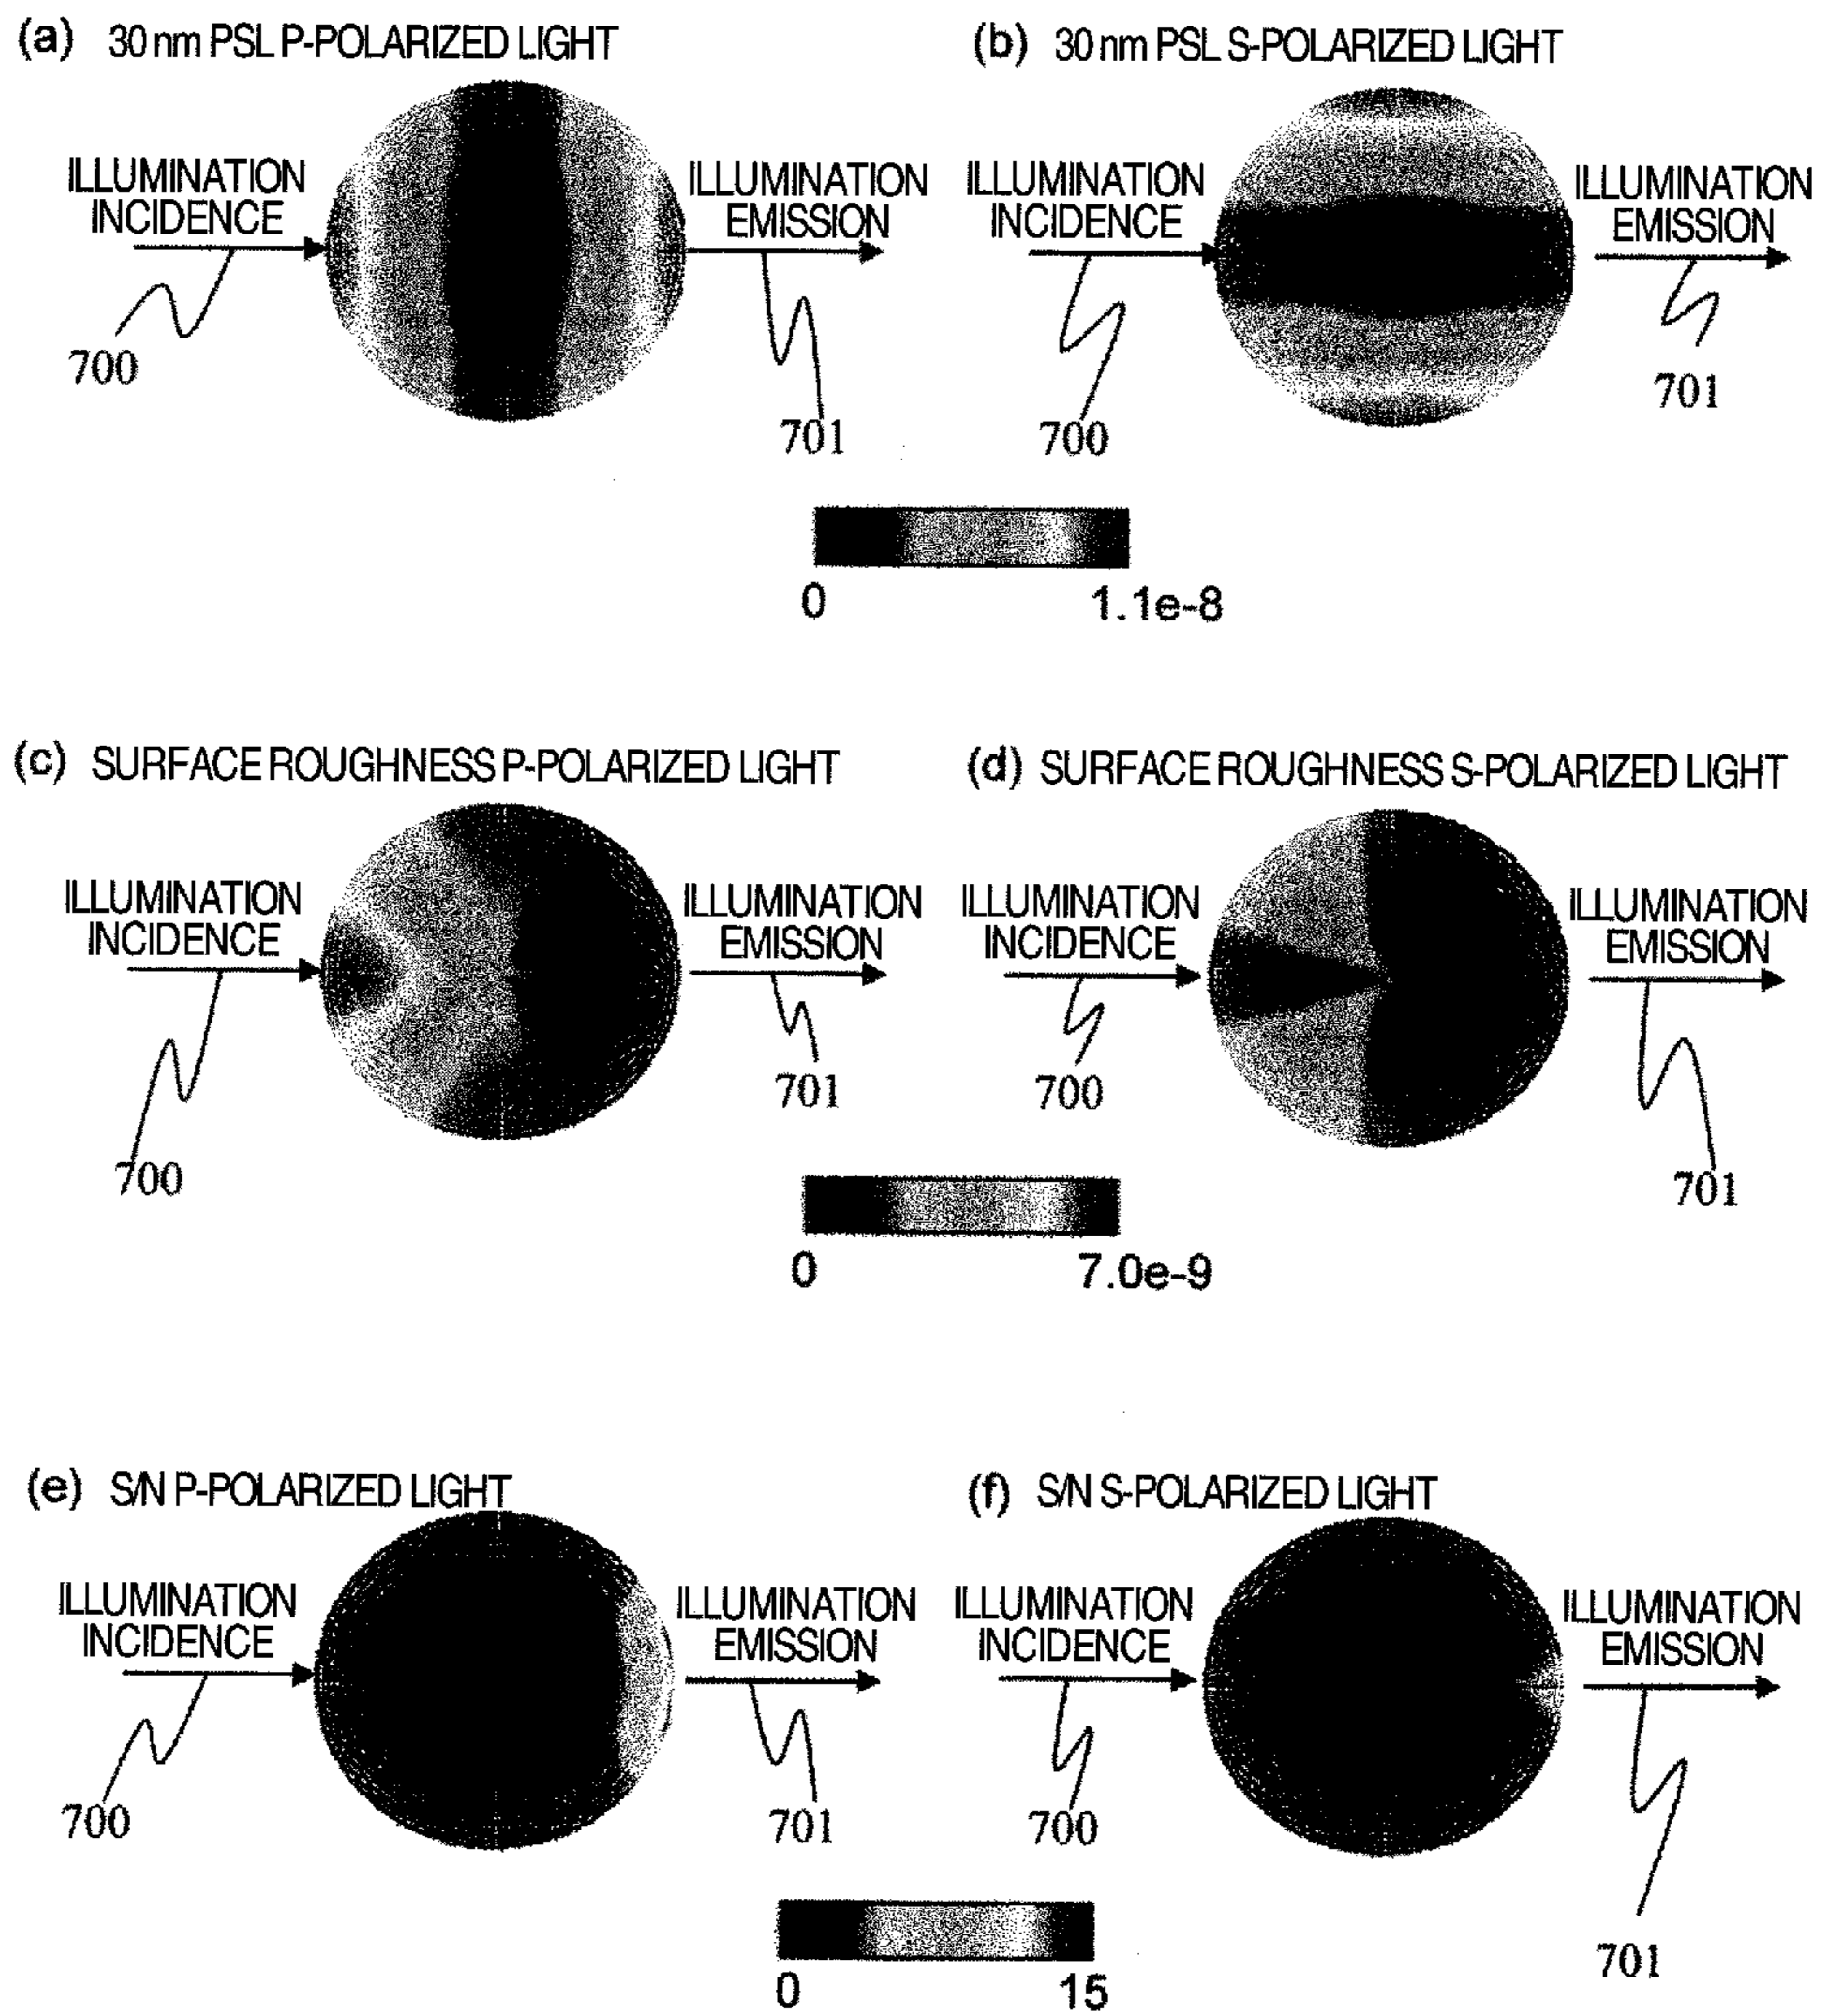 (a) 30 nm PSL P-POLARIZED LIGHT
ILLUMINATION
INCIDENCE
700
ILLUMINATION
EMISSION
701
(b) 30 nm PSL S-POLARIZED LIGHT
ILLUMINATION
INCIDENCE
700
ILLUMINATION
EMISSION
701
0 1.1e-8
(c) SURFACE ROUGHNESS P-POLARIZED LIGHT
ILLUMINATION
INCIDENCE
700
ILLUMINATION
EMISSION
701
(d) SURFACE ROUGHNESS S-POLARIZED LIGHT
ILLUMINATION
INCIDENCE
700
ILLUMINATION
EMISSION
701
0 7.0e-9
(e) S/N P-POLARIZED LIGHT
ILLUMINATION
INCIDENCE
700
ILLUMINATION
EMISSION
701
(f) S/N S-POLARIZED LIGHT
ILLUMINATION
INCIDENCE
700
ILLUMINATION
EMISSION
701
0 15